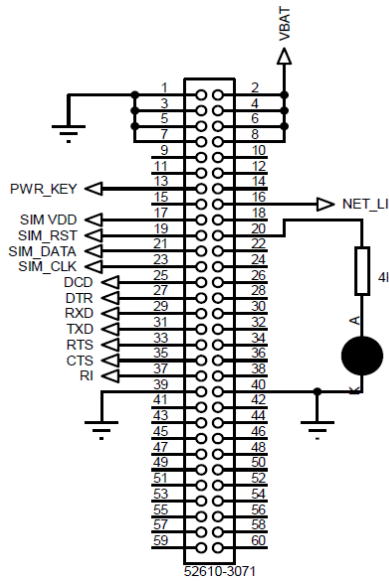 VBAT
1 2
3 4
5 6
7 8
9 10
11 12
PWR_KEY 13 14
15 16 NET_LI
SIM VDD 17 18
SIM_RST 19 20
SIM_DATA 21 22
SIM_CLK 23 24
DCD 25 26
DTR 27 28
RXD 29 30
TXD 31 32
RTS 33 34
CTS 35 36
RI 37 38
39 40
41 42
43 44
45 46
47 48
49 50
51 52
53 54
55 56
57 58
59 60
4I
A
K
52610-3071